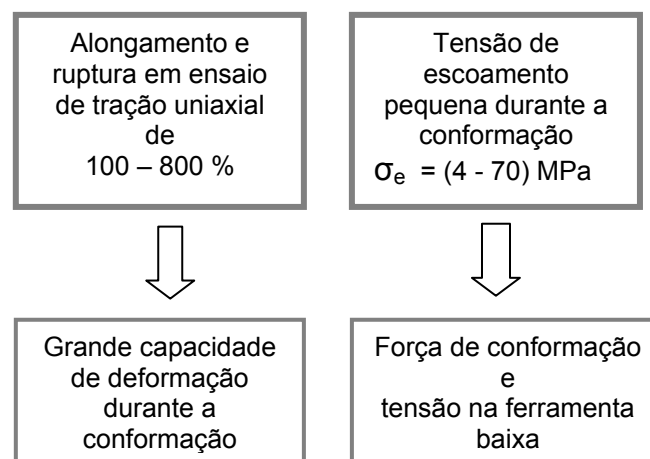 Alongamento e
ruptura em ensaio
de tração uniaxial
de
100 – 800 %
Tensão de
escoamento
pequena durante a
conformação
σe = (4 - 70) MPa
Grande capacidade
de deformação
durante a
conformação
Força de conformação
e
tensão na ferramenta
baixa